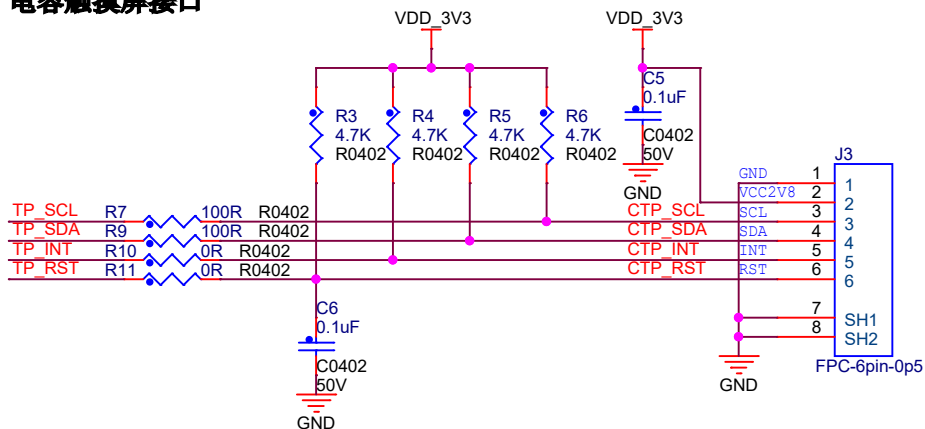 电容触摸屏接口
VDD_3V3
VDD_3V3
R3
4.7K
R0402
R4
4.7K
R0402
R5
4.7K
R0402
R6
4.7K
R0402
C5
0.1uF
C0402
50V
GND
J3
GND 1 1
VCC2V8 2 2
TP_SCL R7 100R R0402 CTP_SCL SCL 3 3
TP_SDA R9 100R R0402 CTP_SDA SDA 4 4
TP_INT R10 0R R0402 CTP_INT INT 5 5
TP_RST R11 0R R0402 CTP_RST RST 6 6
7 SH1
8 SH2
FPC-6pin-0p5
GND
C6
0.1uF
C0402
50V
GND